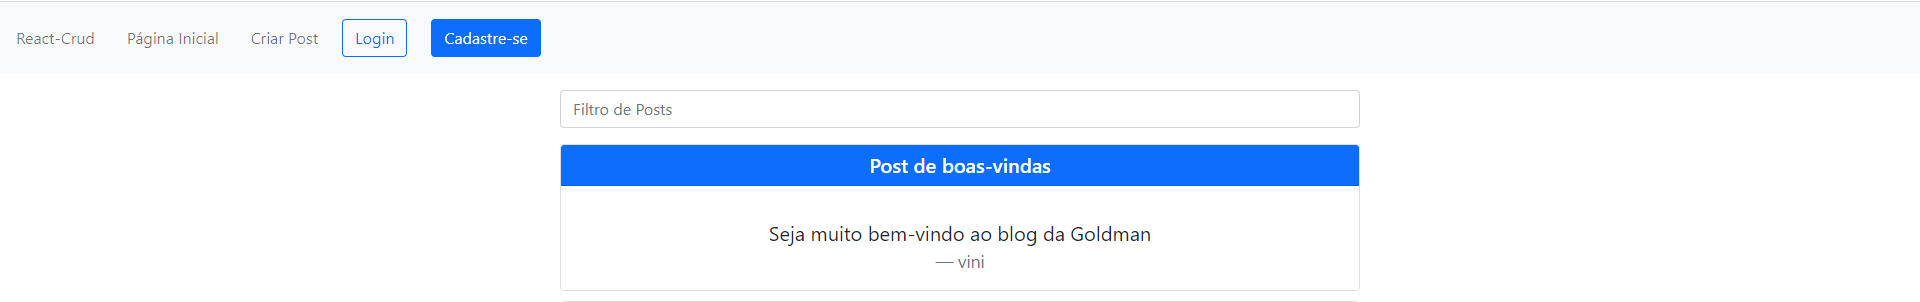 React-Crud Página Inicial Criar Post Login Cadastre-se
Filtro de Posts
Post de boas-vindas
Seja muito bem-vindo ao blog da Goldman
— vini